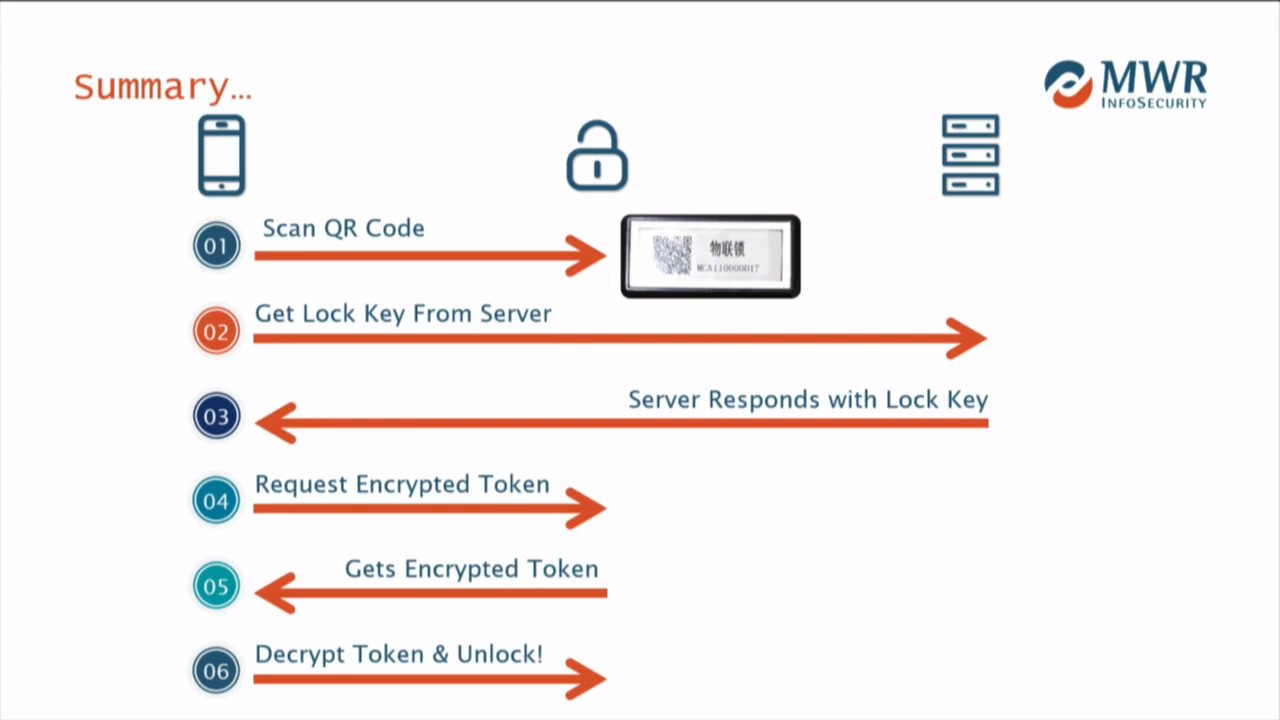 Summary...
MWR
INFOSECURITY
01 Scan QR Code
物联锁
MCA110000017
02 Get Lock Key From Server
03 Server Responds with Lock Key
04 Request Encrypted Token
05 Gets Encrypted Token
06 Decrypt Token & Unlock!